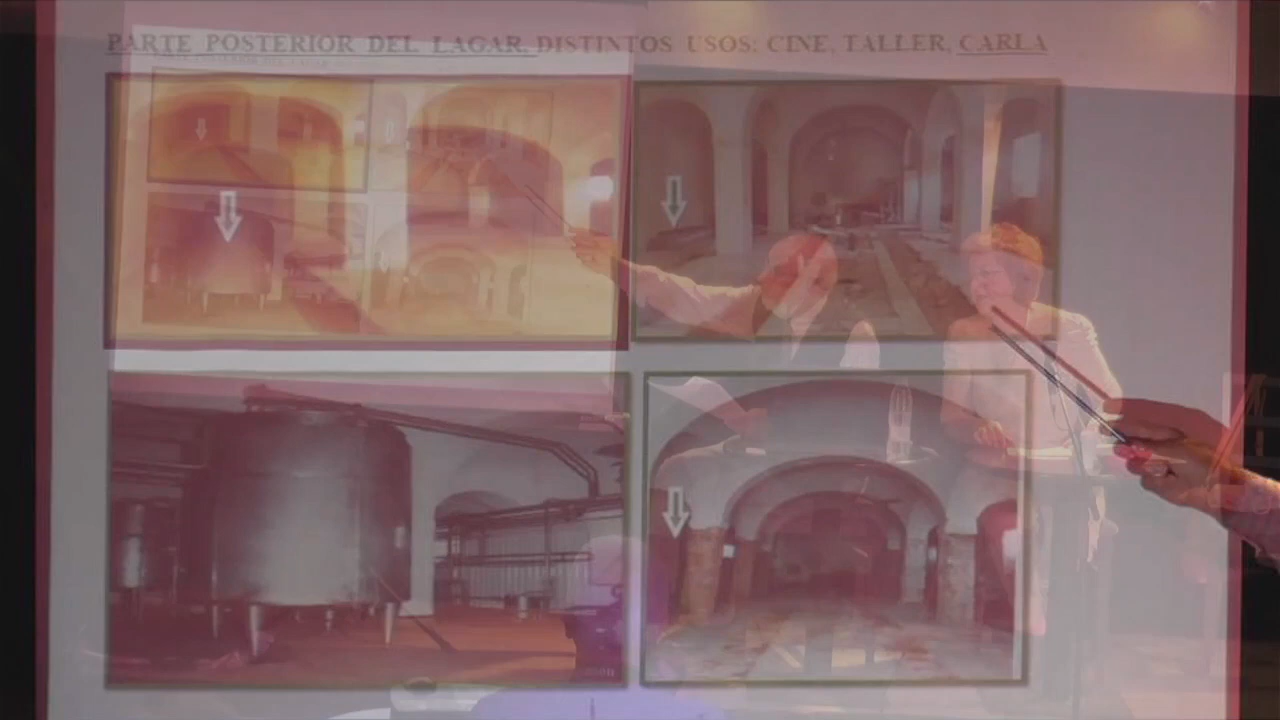 PARTE POSTERIOR DEL LAGAR. DISTINTOS USOS: CINE, TALLER, CARLA